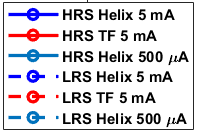 HRS Helix 5 mA
HRS TF 5 mA
HRS Helix 500 μA
LRS Helix 5 mA
LRS TF 5 mA
LRS Helix 500 μA